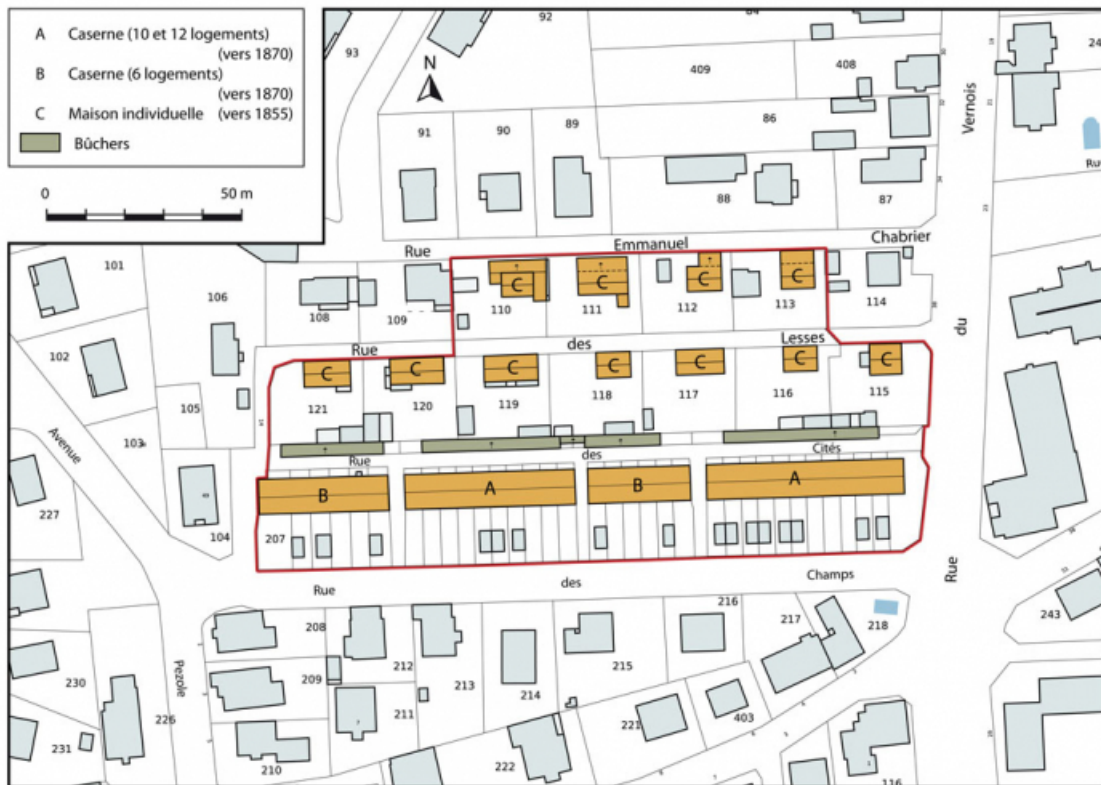 A Caserne (10 et 12 logements)
(vers 1870)
B Caserne (6 logements)
(vers 1870)
C Maison individuelle (vers 1855)
Bûchers
0 50 m
N
93
92
84
409
408
86
91
90
89
88
87
24
Vernois
Rue
Rue Emmanuel Chabrier
101
106
108
109
110
111
112
113
114
C
C
C
C
102
Rue des Lesses
105
103
121
120
119
118
117
116
115
C
C
C
C
C
C
C
du
Avenue
Rue des Cités
B
A
B
A
227
104
207
Rue des Champs
Rue
208
212
213
214
215
216
217
218
243
209
211
230
Pezole
226
231
210
222
221
403
116